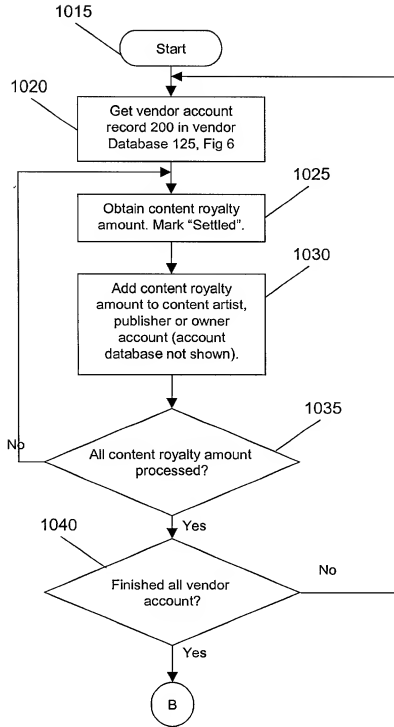 1015
Start
1020
Get vendor account
record 200 in vendor
Database 125, Fig 6
1025
Obtain content royalty
amount. Mark “Settled”.
1030
Add content royalty
amount to content artist,
publisher or owner
account (account
database not shown).
1035
No
All content royalty amount
processed?
Yes
1040
Finished all vendor
account?
No
Yes
B